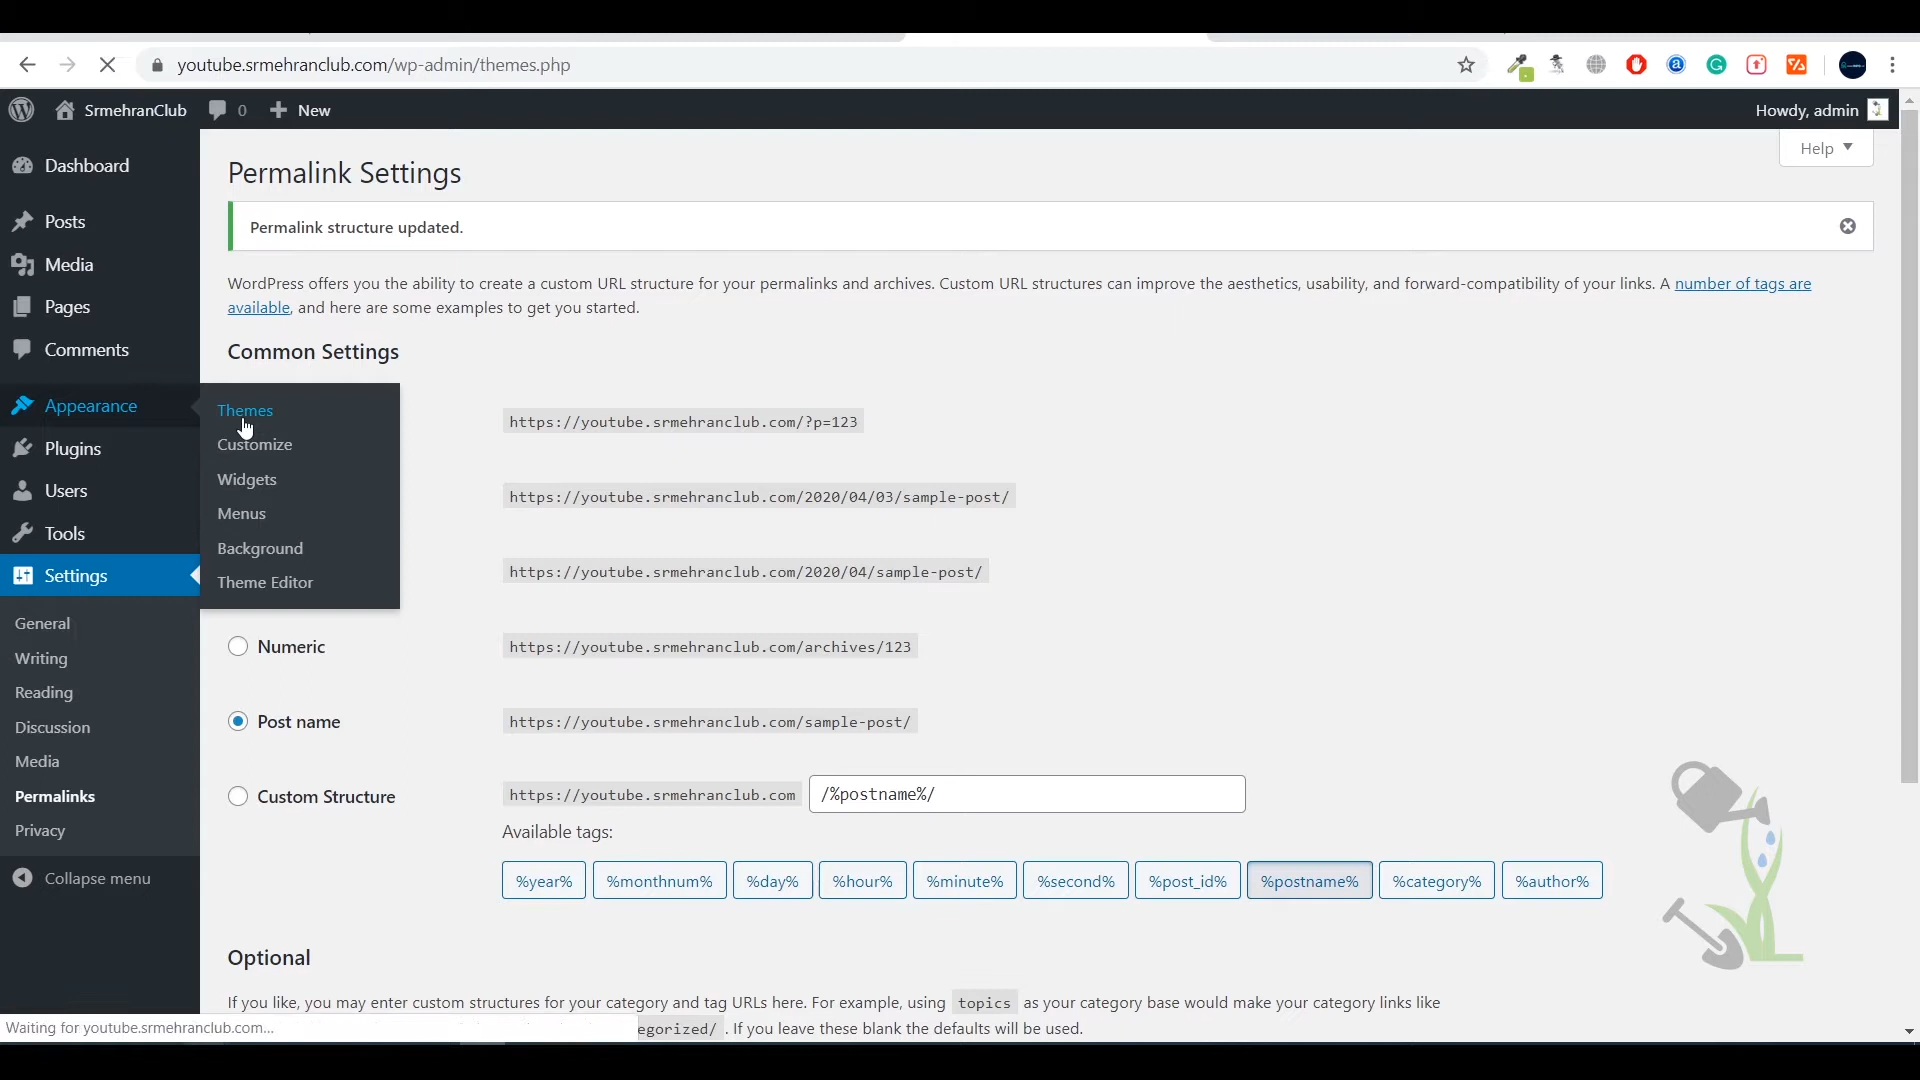 youtube.srmehranclub.com/wp-admin/themes.php
SrmehranClub 0 New
Howdy, admin
Dashboard
Posts
Media
Pages
Comments
Appearance
Plugins
Users
Tools
Settings
General
Writing
Reading
Discussion
Media
Permalinks
Privacy
Collapse menu
Themes
Customize
Widgets
Menus
Background
Theme Editor
Help
Permalink Settings
Permalink structure updated.
WordPress offers you the ability to create a custom URL structure for your permalinks and archives. Custom URL structures can improve the aesthetics, usability, and forward-compatibility of your links. A number of tags are
available, and here are some examples to get you started.
Common Settings
https://youtube.srmehranclub.com/?p=123
https://youtube.srmehranclub.com/2020/04/03/sample-post/
https://youtube.srmehranclub.com/2020/04/sample-post/
Numeric https://youtube.srmehranclub.com/archives/123
Post name https://youtube.srmehranclub.com/sample-post/
Custom Structure https://youtube.srmehranclub.com /%postname%/
Available tags:
%year% %monthnum% %day% %hour% %minute% %second% %post_id% %postname% %category% %author%
Optional
If you like, you may enter custom structures for your category and tag URLs here. For example, using topics as your category base would make your category links like
egorized/ . If you leave these blank the defaults will be used.
Waiting for youtube.srmehranclub.com...